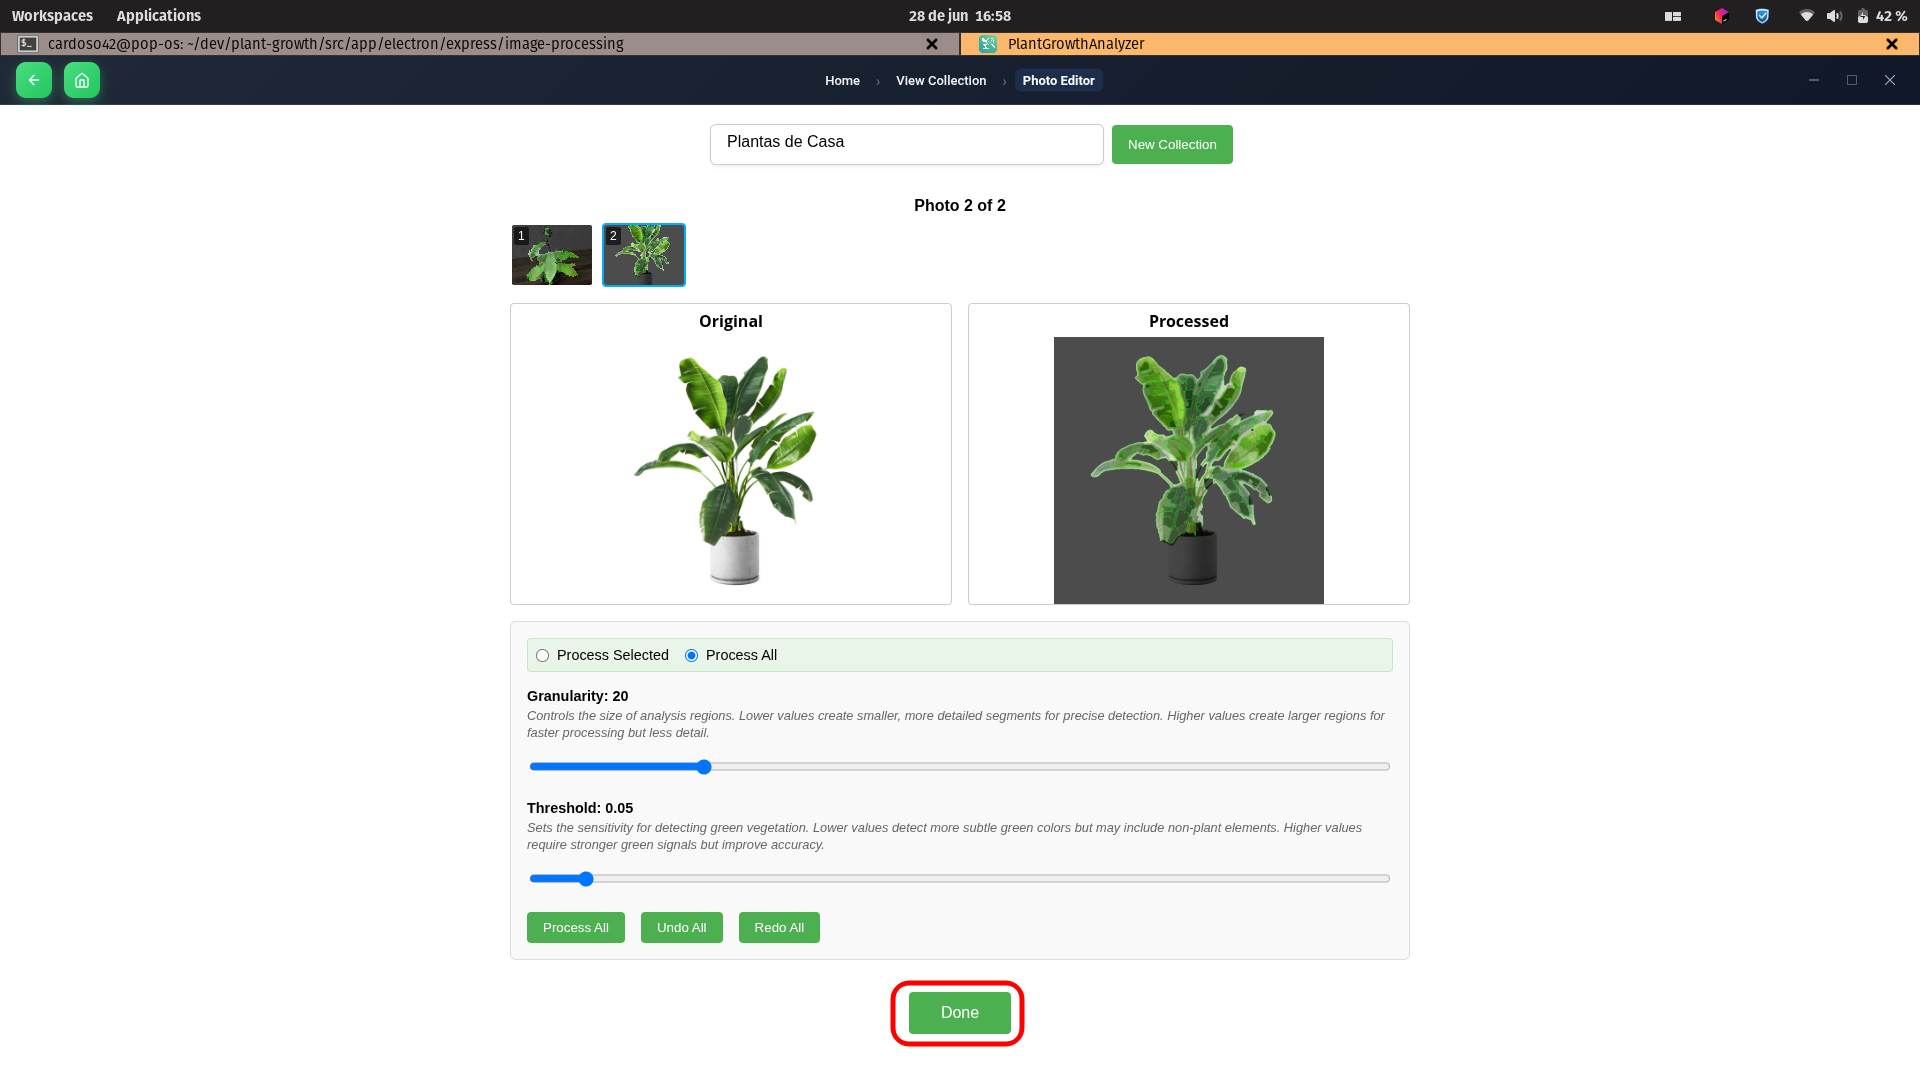 Workspaces Applications 28 de jun 16:58 42 %
cardoso42@pop-os: ~/dev/plant-growth/src/app/electron/express/image-processing PlantGrowthAnalyzer
Home › View Collection › Photo Editor
Plantas de Casa New Collection
Photo 2 of 2
1 2
Original Processed
Process Selected Process All
Granularity: 20
Controls the size of analysis regions. Lower values create smaller, more detailed segments for precise detection. Higher values create larger regions for
faster processing but less detail.
Threshold: 0.05
Sets the sensitivity for detecting green vegetation. Lower values detect more subtle green colors but may include non-plant elements. Higher values
require stronger green signals but improve accuracy.
Process All Undo All Redo All
Done